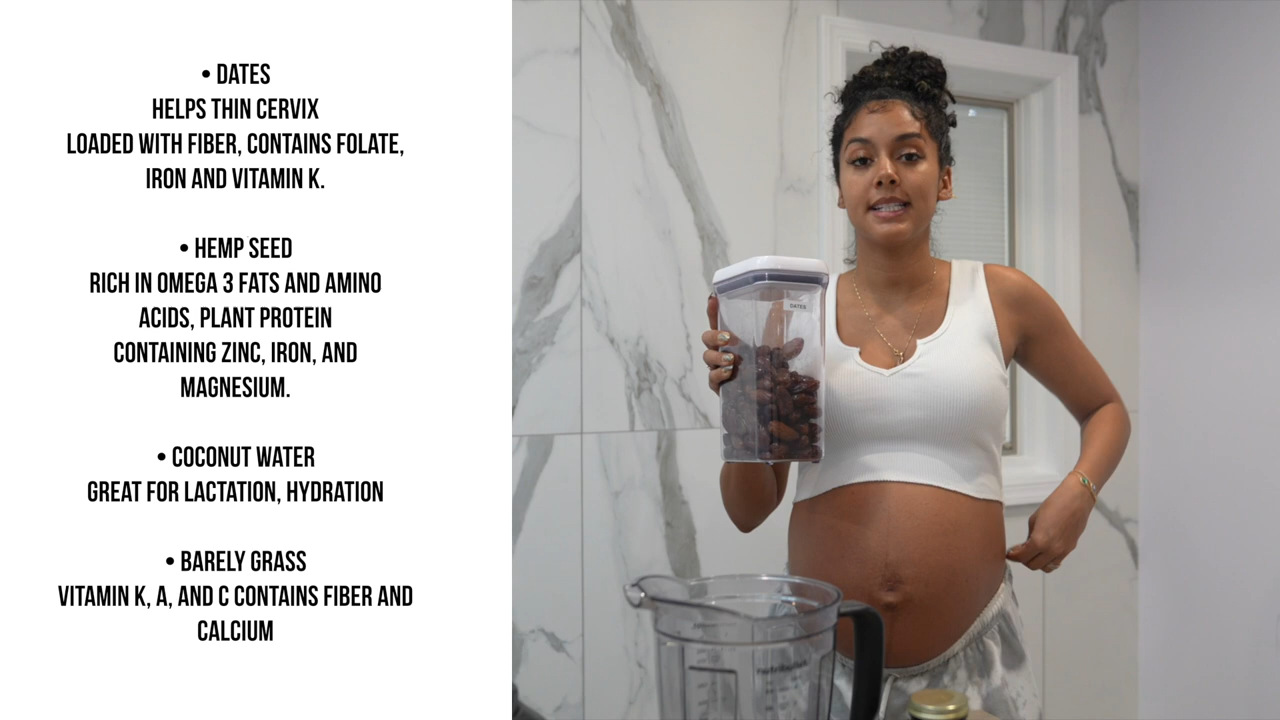 • DATES
HELPS THIN CERVIX
LOADED WITH FIBER, CONTAINS FOLATE,
IRON AND VITAMIN K.
• HEMP SEED
RICH IN OMEGA 3 FATS AND AMINO
ACIDS, PLANT PROTEIN
CONTAINING ZINC, IRON, AND
MAGNESIUM.
• COCONUT WATER
GREAT FOR LACTATION, HYDRATION
• BARELY GRASS
VITAMIN K, A, AND C CONTAINS FIBER AND
CALCIUM
DATES